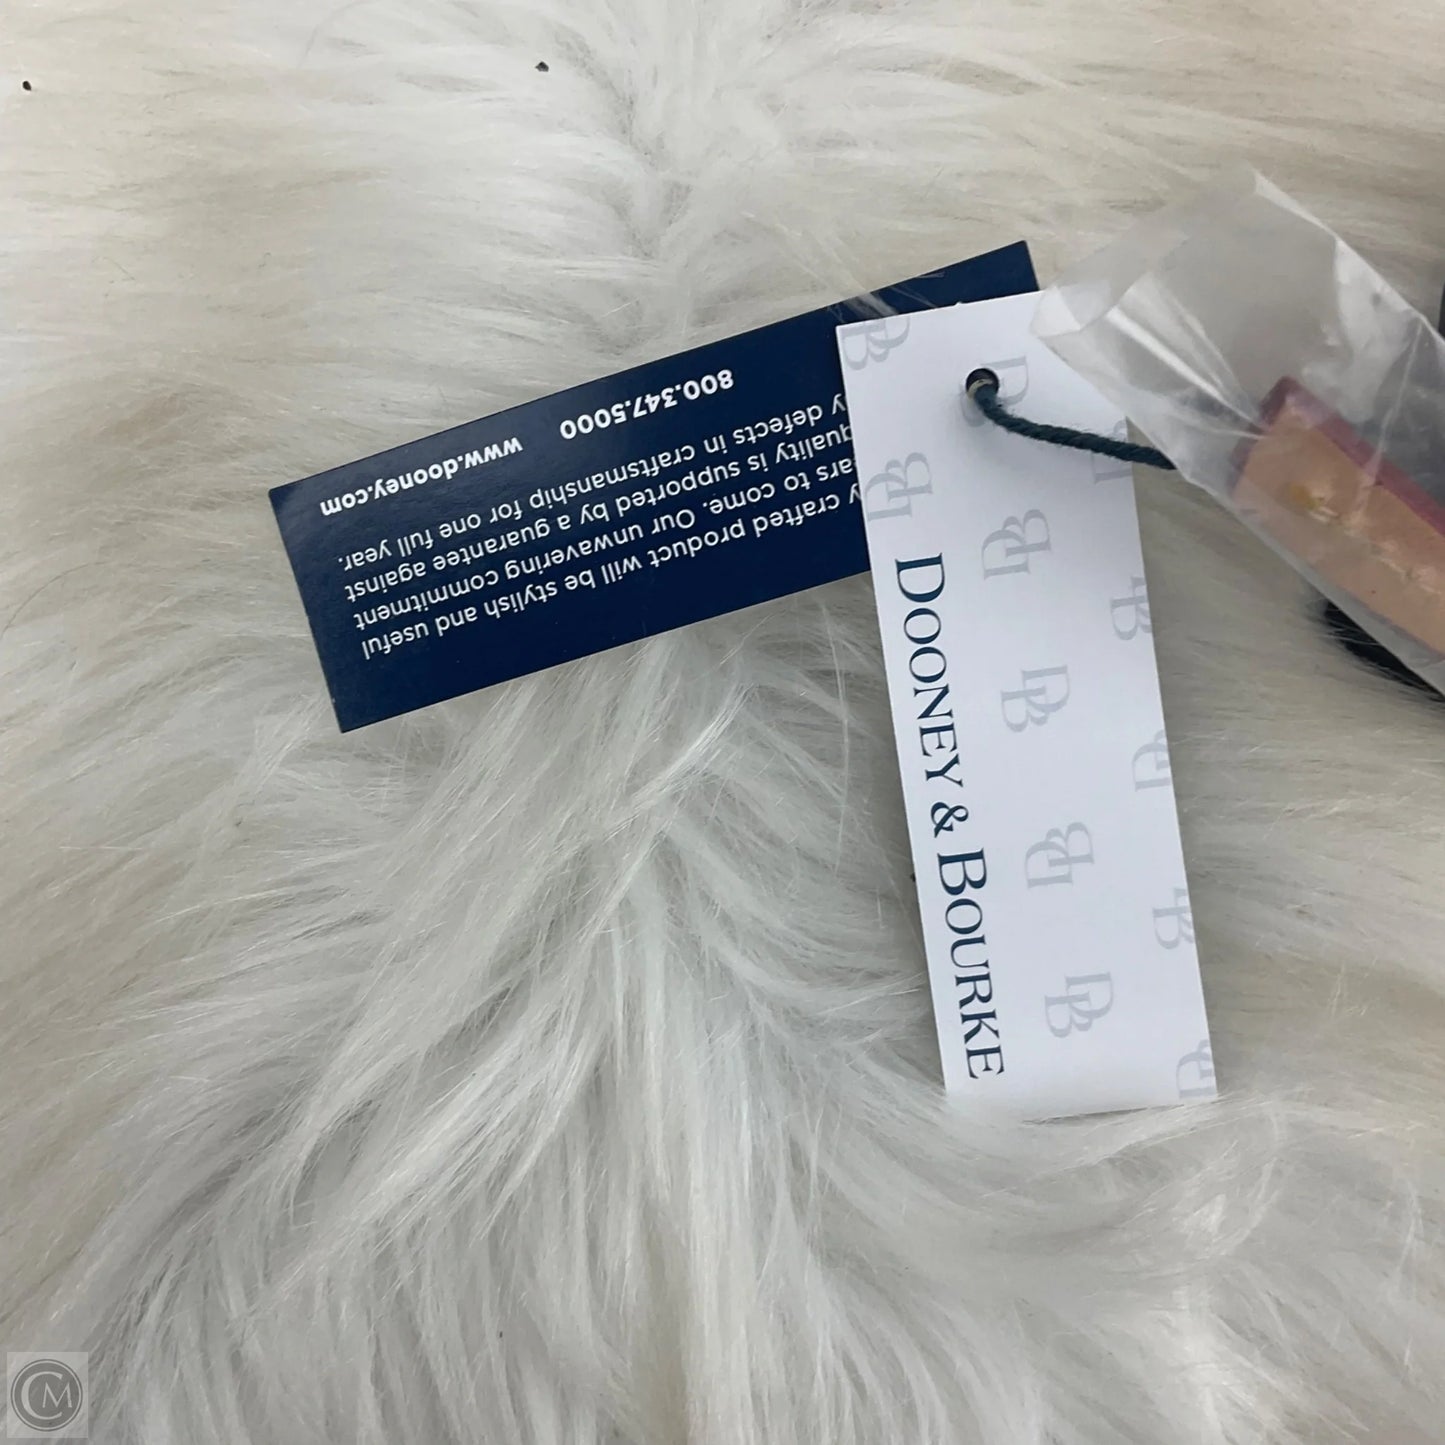 y crafted product will be stylish and useful
ars to come. Our unwavering commitment
quality is supported by a guarantee against
y defects in craftsmanship for one full year.
800.347.5000 www.dooney.com
DOONEY & BOURKE